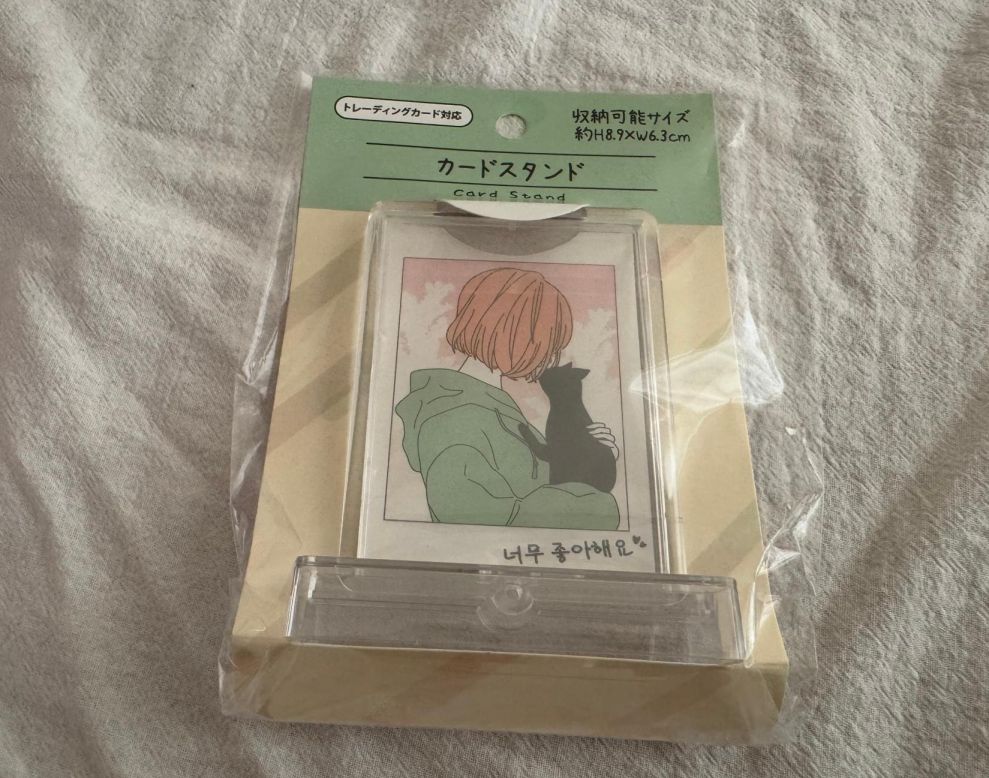 トレーディングカード対応
収納可能サイズ
約H8.9×W6.3cm
カードスタンド
Card Stand
너무 좋아해요